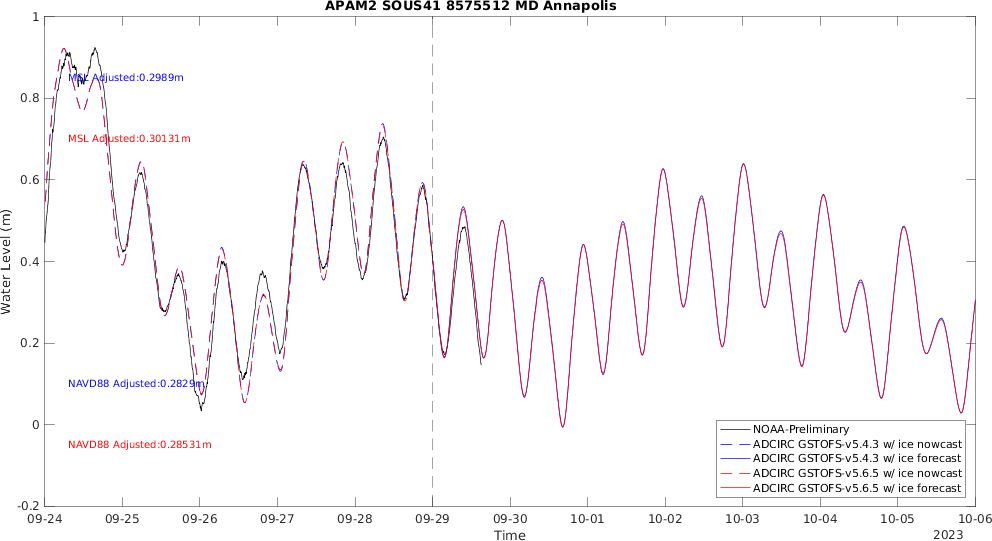 APAM2 SOUS41 8575512 MD Annapolis
1
0.8
0.6
0.4
0.2
0
-0.2
Water Level (m)
MSL Adjusted:0.2989m
MSL Adjusted:0.30131m
NAVD88 Adjusted:0.2829m
NAVD88 Adjusted:0.28531m
NOAA-Preliminary
ADCIRC GSTOFS-v5.4.3 w/ ice nowcast
ADCIRC GSTOFS-v5.4.3 w/ ice forecast
ADCIRC GSTOFS-v5.6.5 w/ ice nowcast
ADCIRC GSTOFS-v5.6.5 w/ ice forecast
09-24 09-25 09-26 09-27 09-28 09-29 09-30 10-01 10-02 10-03 10-04 10-05 10-06
Time
2023